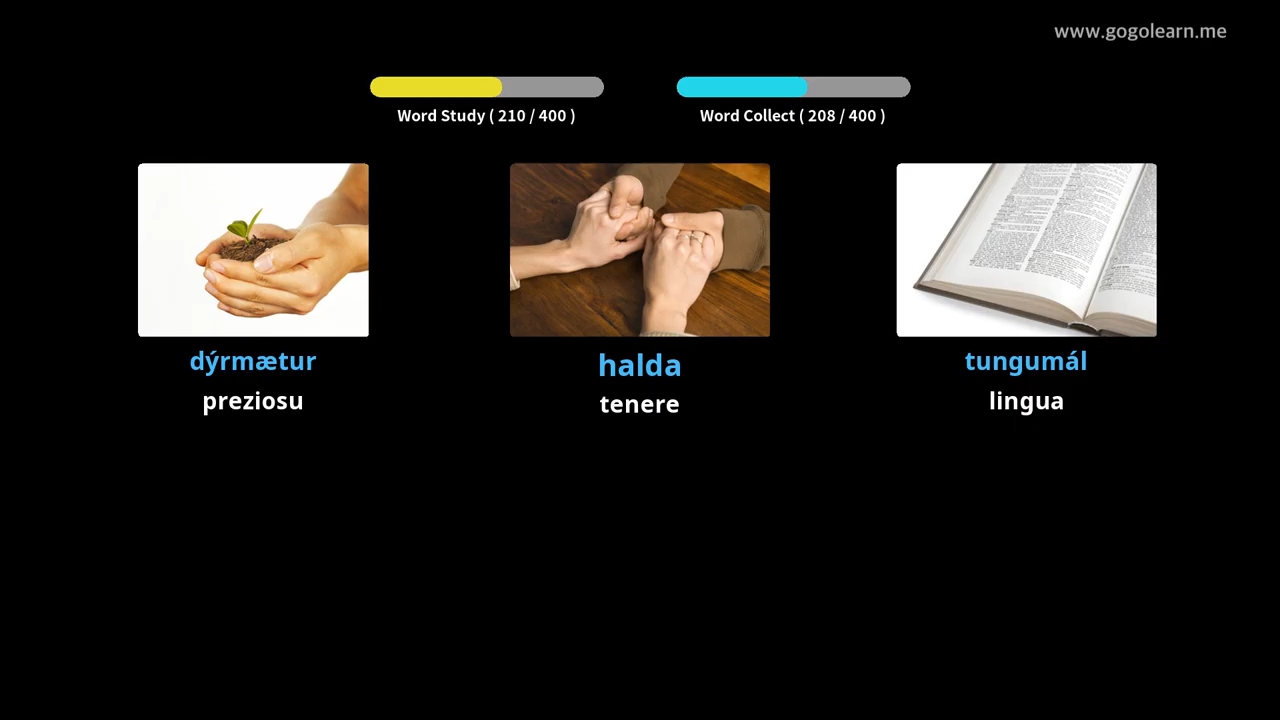 www.gogolearn.me
Word Study ( 210 / 400 )
Word Collect ( 208 / 400 )
dýrmætur
preziosu
halda
tenere
tungumál
lingua